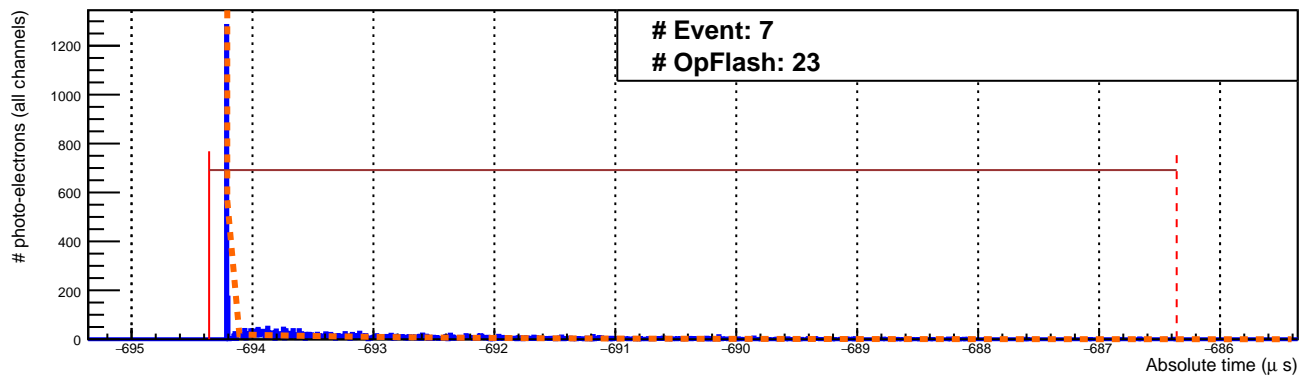 # Event: 7
# OpFlash: 23
# photo-electrons (all channels)
1200
1000
800
600
400
200
0
−695 −694 −693 −692 −691 −690 −689 −688 −687 −686
Absolute time (μ s)